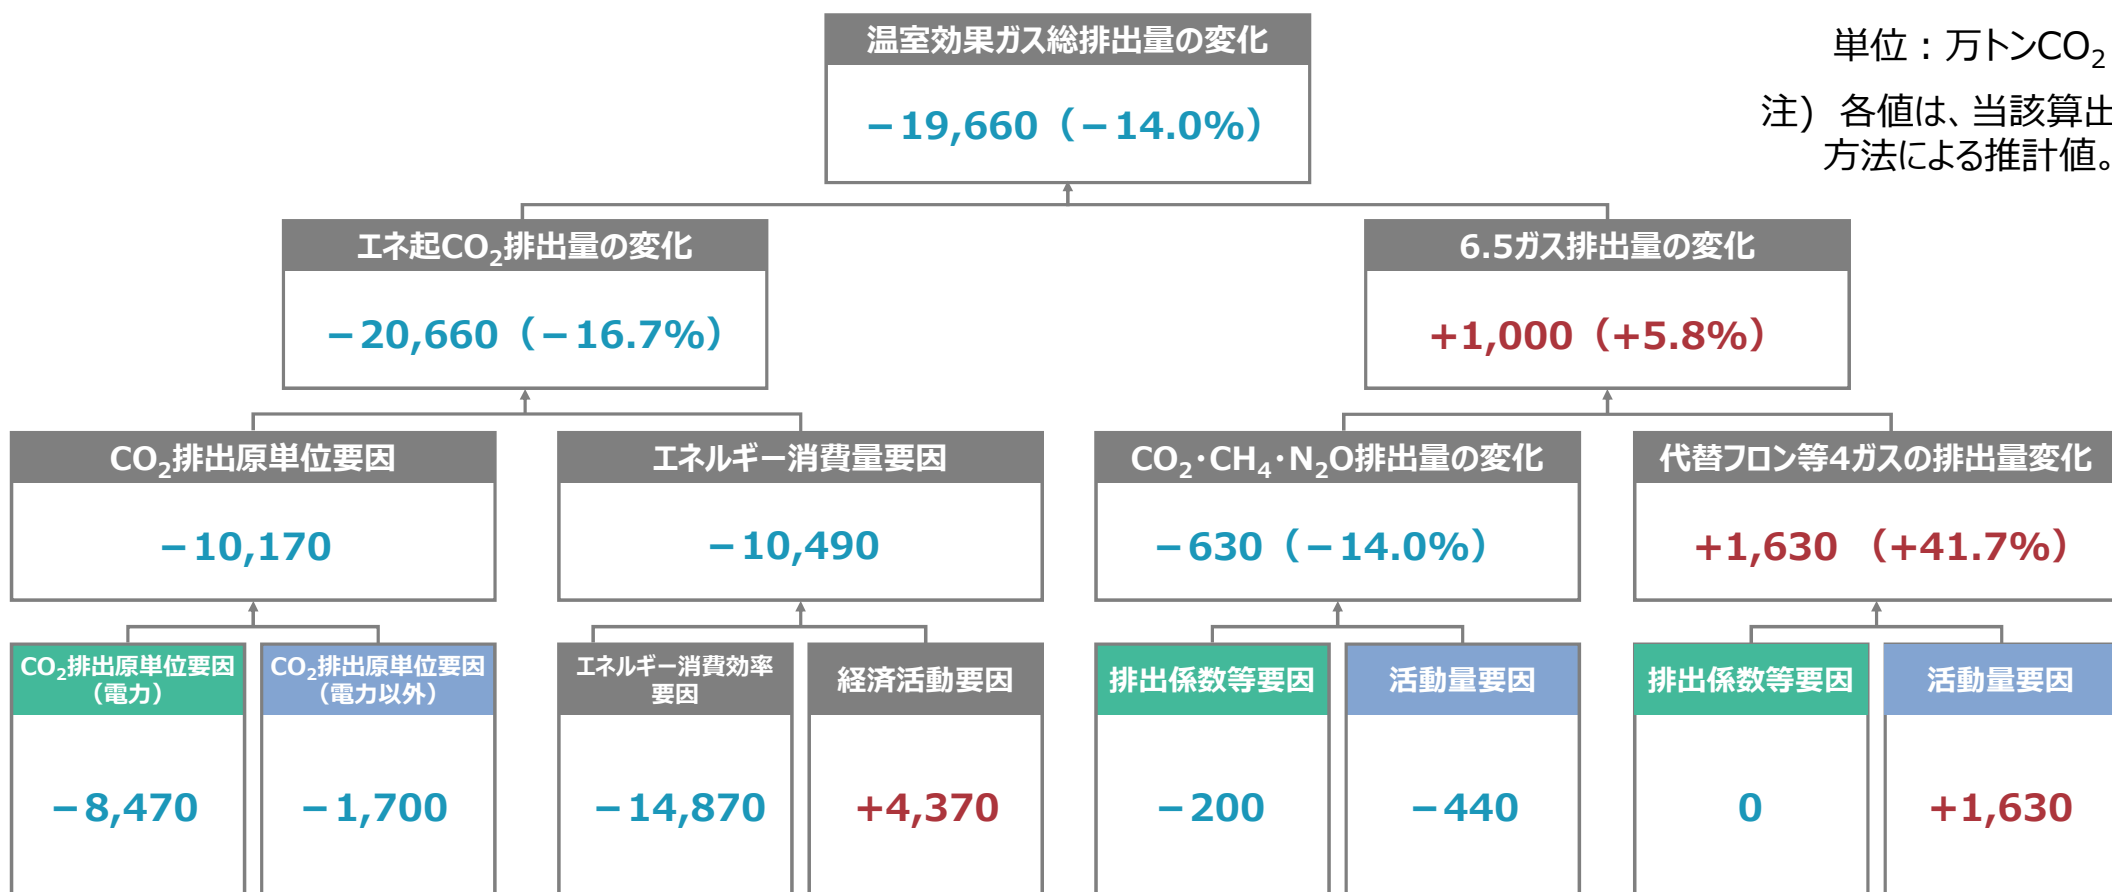 温室効果ガス総排出量の変化
－19,660（－14.0%）
単位：万トンCO₂
注） 各値は、当該算出
方法による推計値。
エネ起CO₂排出量の変化
－20,660（－16.7%）
6.5ガス排出量の変化
+1,000（+5.8%）
CO₂排出原単位要因
－10,170
エネルギー消費量要因
－10,490
CO₂･CH₄･N₂O排出量の変化
－630（－14.0%）
代替フロン等4ガスの排出量変化
+1,630 （+41.7%）
CO₂排出原単位要因
（電力）
－8,470
CO₂排出原単位要因
（電力以外）
－1,700
エネルギー消費効率
要因
－14,870
経済活動要因
+4,370
排出係数等要因
－200
活動量要因
－440
排出係数等要因
0
活動量要因
+1,630